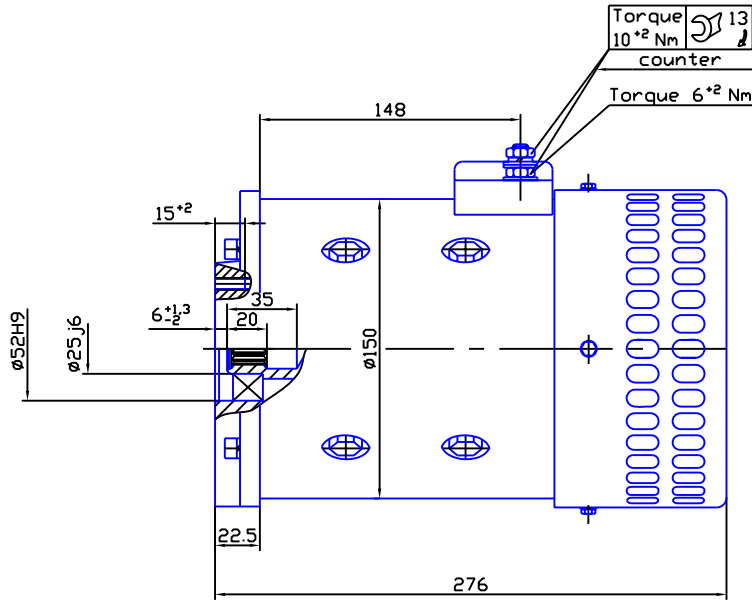 Torque
10⁺² Nm
13
counter
Torque 6⁺² Nm
148
15⁺²
35
6 +1,3 -2
20
ø52H9
ø25j6
ø150
22.5
276